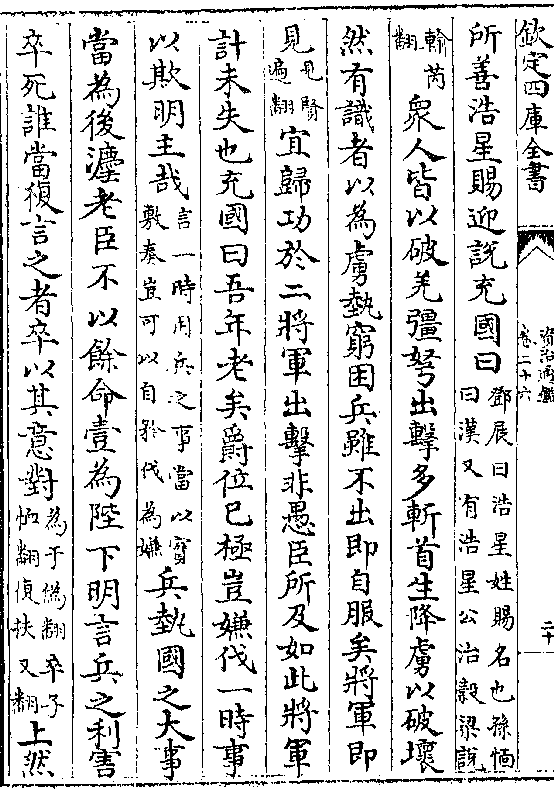 欽定四庫全書
資治通鑑
卷二十六
二十
所善浩星賜迎說充國曰鄧展曰浩星姓賜名也孫愐曰漢又有浩星公治穀梁說
翰芮翻衆人皆以破羌彊弩出擊多斬首生降虜以破壞
然有識者以為虜埶窮困兵雖不出即自服矣將軍即
見見賢遍翻宜歸功於二將軍出擊非愚臣所及如此將軍
計未失也充國曰吾年老矣爵位已極豈嫌伐一時事
以欺明主哉言一時用兵之事當以實敷奏豈可以自矜伐為嫌兵埶國之大事
當為後灋老臣不以餘命壹為陛下明言兵之利害
卒死誰當復言之者卒以其意對為于偽翻卒子恤翻復扶又翻上然